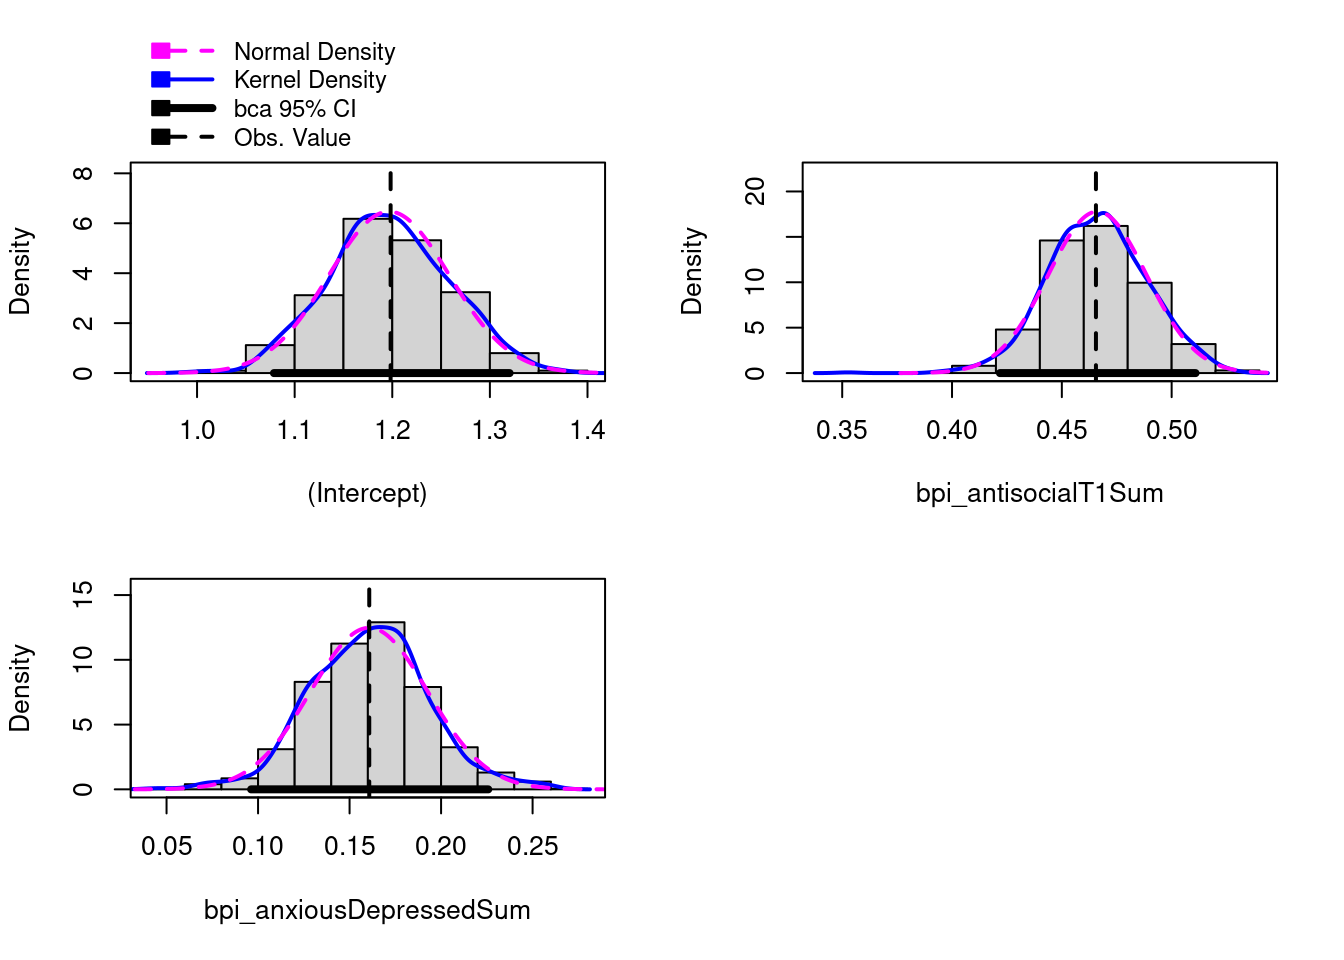 Normal Density
Kernel Density
bca 95% CI
Obs. Value
Density
0 2 4 6 8
1.0 1.1 1.2 1.3 1.4
(Intercept)
Density
0 5 10 20
0.35 0.40 0.45 0.50
bpi_antisocialT1Sum
Density
0 5 10 15
0.05 0.10 0.15 0.20 0.25
bpi_anxiousDepressedSum